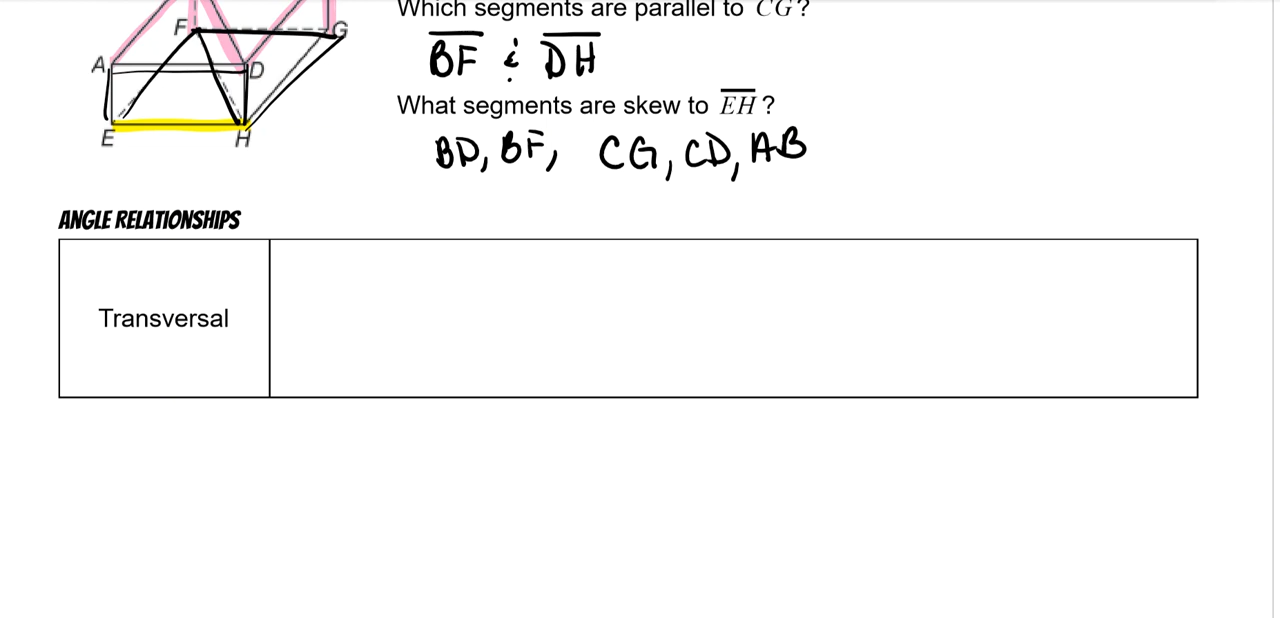 Which segments are parallel to CG?
F G
BF & DH
A D
What segments are skew to EH?
E H
BD, BF, CG, CD, AB
ANGLE RELATIONSHIPS
Transversal